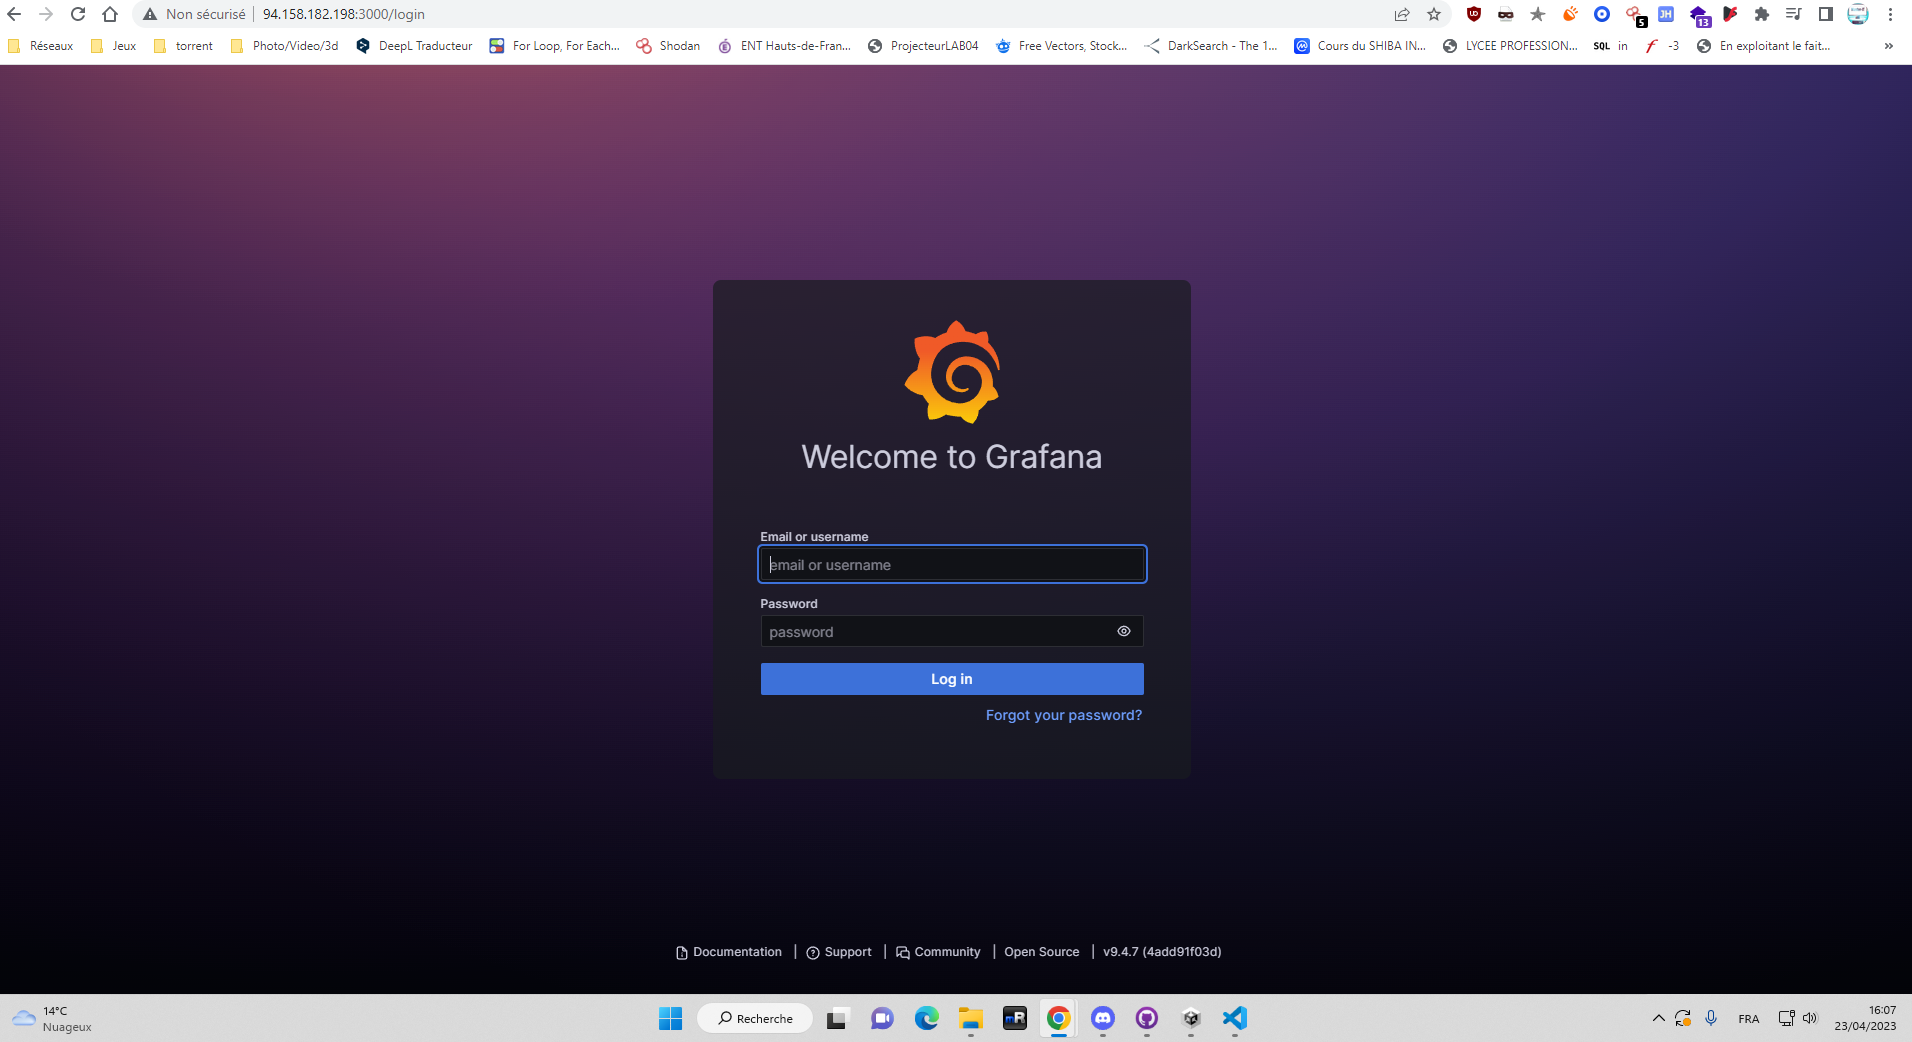 Non sécurisé 94.158.182.198:3000/login
5 JH 13
Réseaux Jeux torrent Photo/Video/3d DeepL Traducteur For Loop, For Each... Shodan ENT Hauts-de-Fran... ProjecteurLAB04 Free Vectors, Stock... DarkSearch - The 1... Cours du SHIBA IN... LYCEE PROFESSION... SQL in -3 En exploitant le fait... »
Welcome to Grafana
Email or username
email or username
Password
password
Log in
Forgot your password?
Documentation | Support | Community | Open Source | v9.4.7 (4add91f03d)
14°C
Nuageux
Recherche
mR
FRA
16:07
23/04/2023